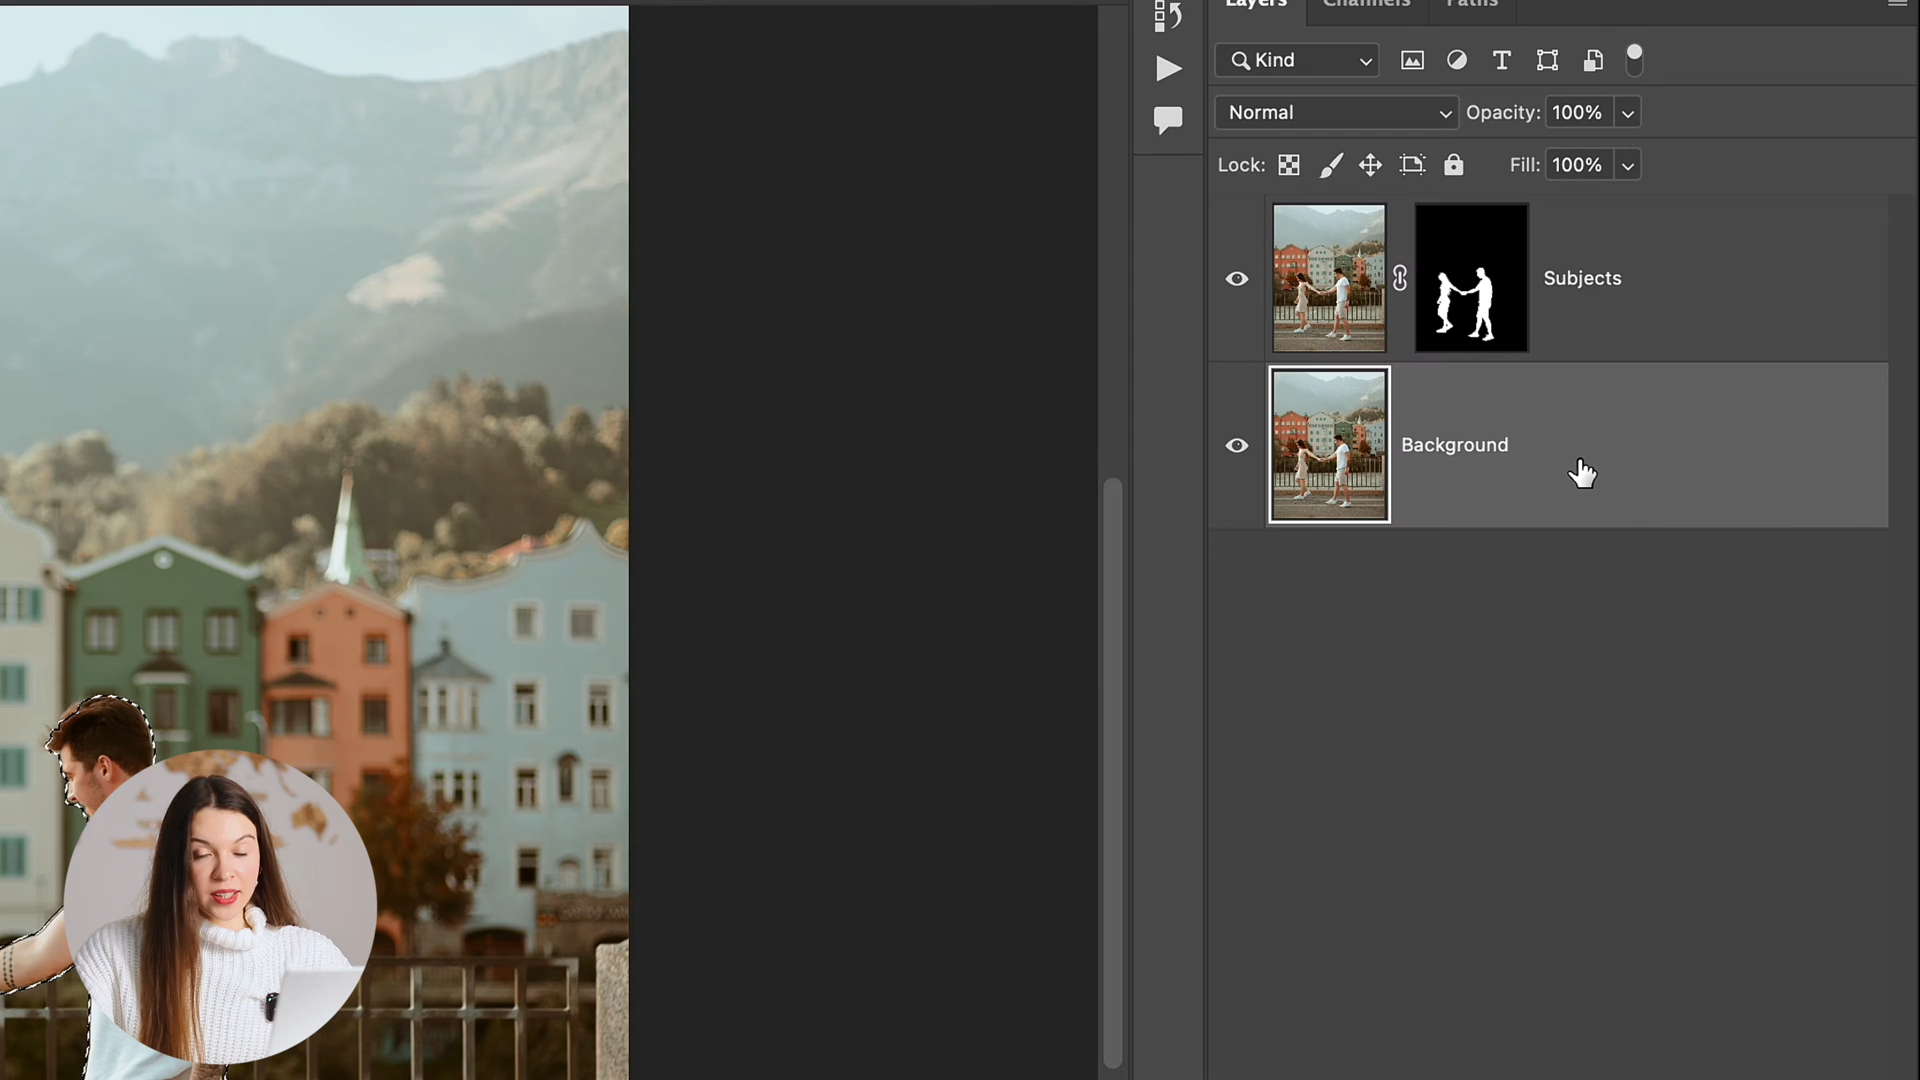 Layers Channels Paths
Kind
Normal Opacity: 100%
Lock: Fill: 100%
Subjects
Background